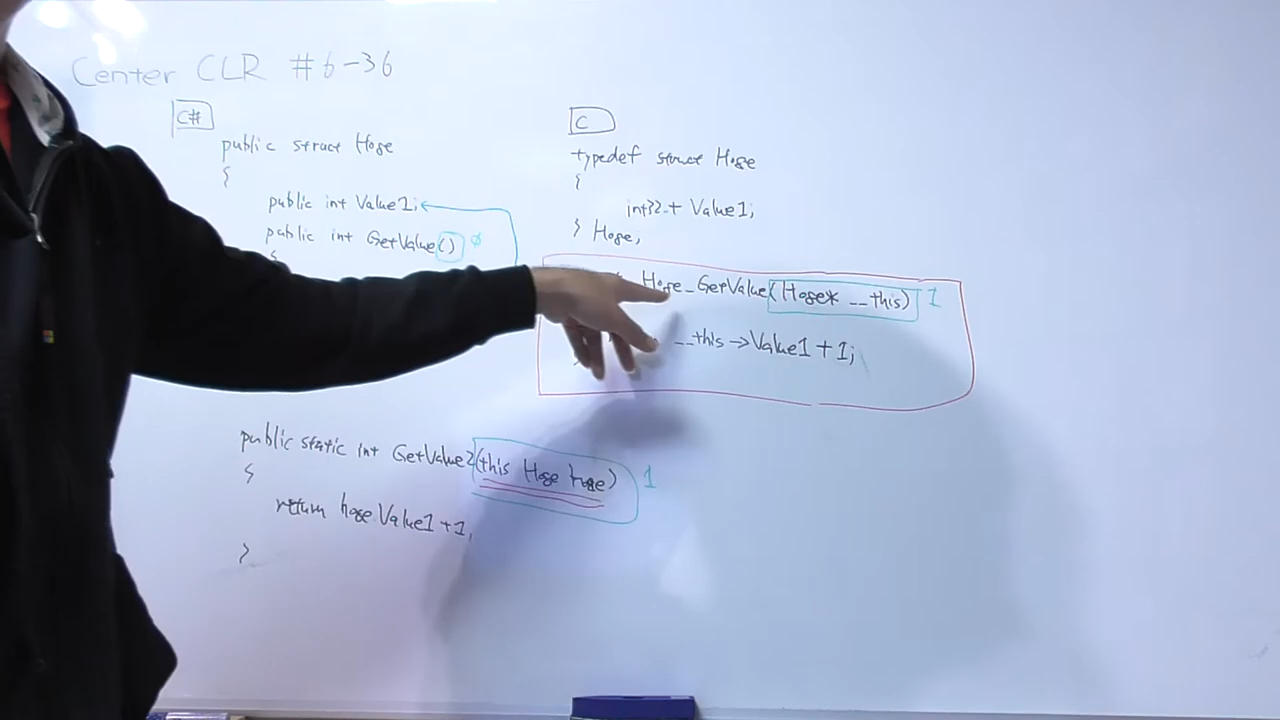 Center CLR #6-36
C#
public struct Hoge
{
public int Value1;
public int GetValue() 0
{
public static int GetValue2(this Hoge hoge) 1
{
return hoge.Value1+1;
}
C
typedef struct Hoge
{
int32_t Value1;
} Hoge;
Hoge_GetValue(Hoge* __this) 1
__this->Value1+1;
}